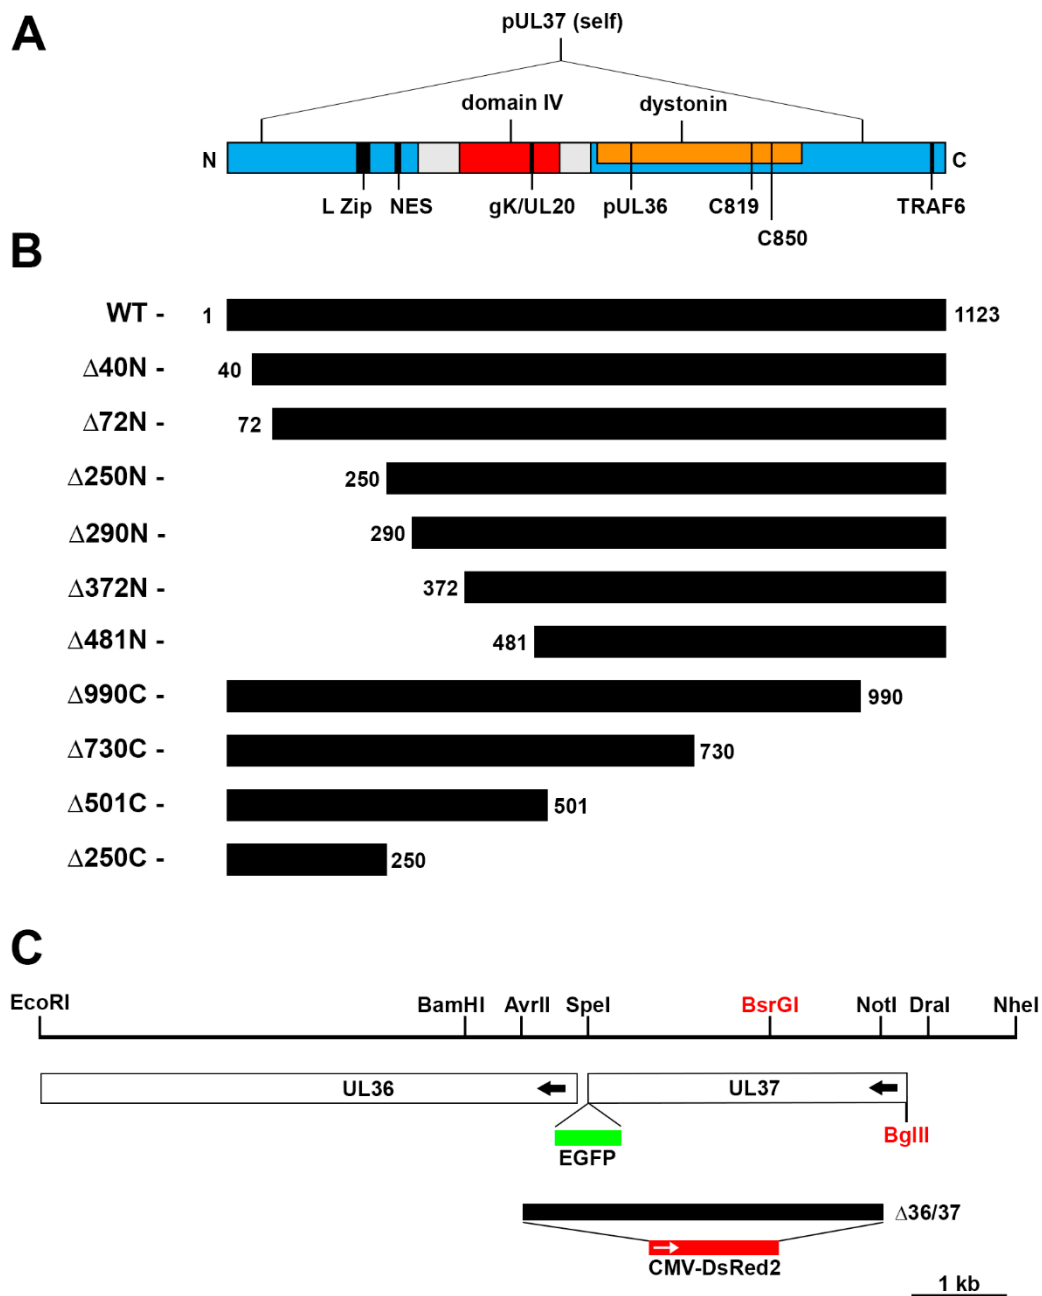 A
pUL37 (self)
domain IV dystonin
N C
L Zip NES gK/UL20 pUL36 C819 TRAF6
C850
B
WT - 1 1123
Δ40N - 40
Δ72N - 72
Δ250N - 250
Δ290N - 290
Δ372N - 372
Δ481N - 481
Δ990C - 990
Δ730C - 730
Δ501C - 501
Δ250C - 250
C
EcoRI BamHI AvrII SpeI BsrGI NotI DraI NheI
UL36 UL37
BglII
EGFP
Δ36/37
CMV-DsRed2
1 kb